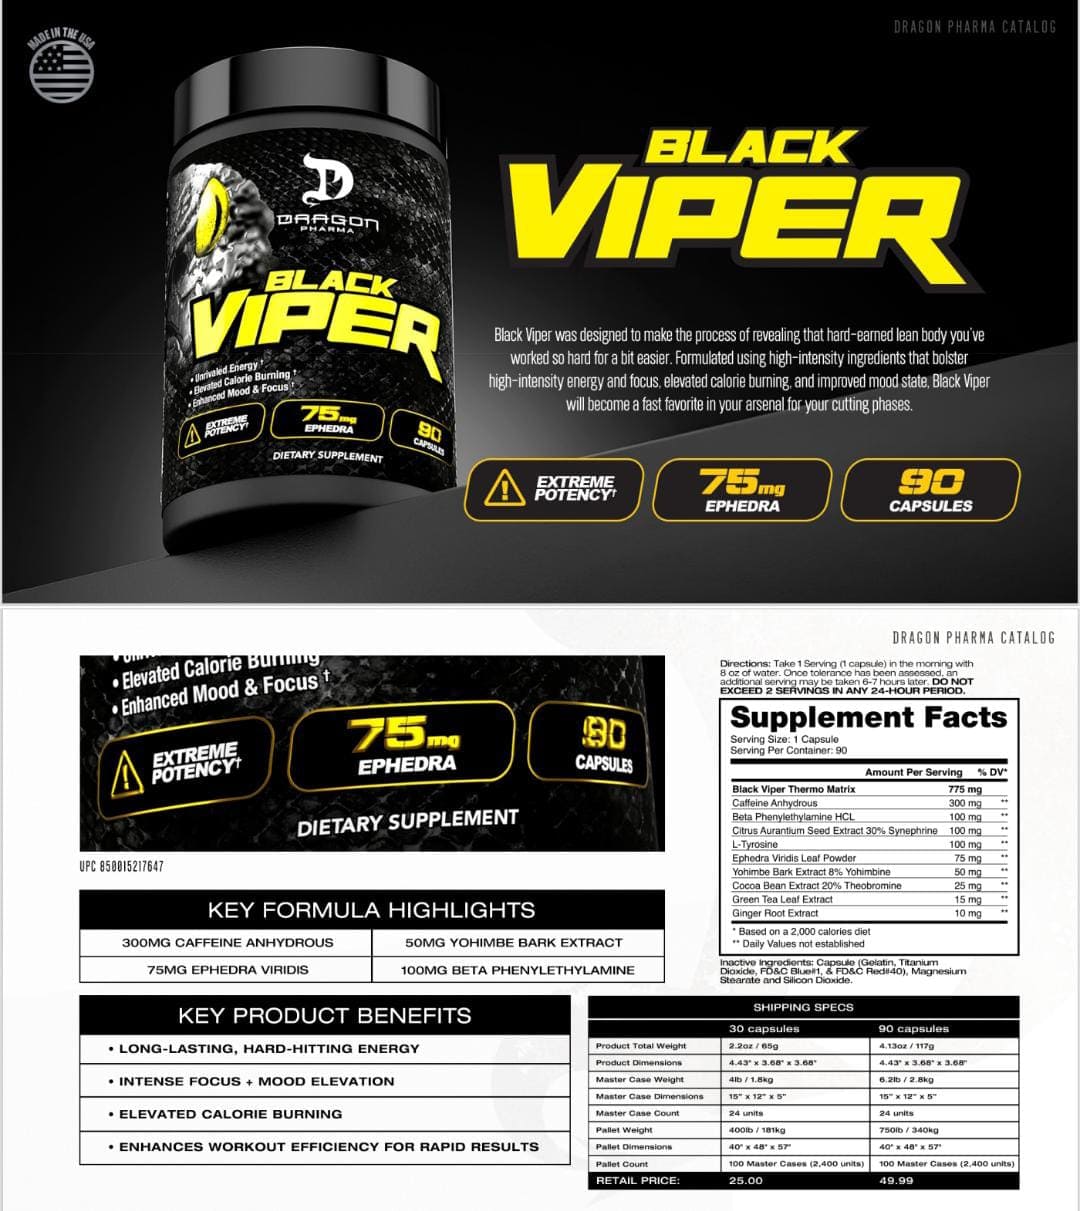 MADE IN THE USA
DRAGON PHARMA CATALOG
DRAGON
PHARMA
BLACK
VIPER
• Unrivaled Energy †
• Elevated Calorie Burning †
• Enhanced Mood & Focus †
EXTREME
POTENCY†
75mg
EPHEDRA
90
CAPSULES
DIETARY SUPPLEMENT
BLACK
VIPER
Black Viper was designed to make the process of revealing that hard-earned lean body you've
worked so hard for a bit easier. Formulated using high-intensity ingredients that bolster
high-intensity energy and focus, elevated calorie burning, and improved mood state, Black Viper
will become a fast favorite in your arsenal for your cutting phases.
EXTREME
POTENCY†
75mg
EPHEDRA
90
CAPSULES
DRAGON PHARMA CATALOG
• Elevated Calorie Burning
• Enhanced Mood & Focus †
EXTREME
POTENCY†
75mg
EPHEDRA
90
CAPSULES
DIETARY SUPPLEMENT
UPC 850015217647
KEY FORMULA HIGHLIGHTS
300MG CAFFEINE ANHYDROUS 50MG YOHIMBE BARK EXTRACT
75MG EPHEDRA VIRIDIS 100MG BETA PHENYLETHYLAMINE
Directions: Take 1 Serving (1 capsule) in the morning with
8 oz of water. Once tolerance has been assessed, an
additional serving may be taken 6-7 hours later. DO NOT
EXCEED 2 SERVINGS IN ANY 24-HOUR PERIOD.
Supplement Facts
Serving Size: 1 Capsule
Serving Per Container: 90
Amount Per Serving % DV*
Black Viper Thermo Matrix 775 mg
Caffeine Anhydrous 300 mg **
Beta Phenylethylamine HCL 100 mg **
Citrus Aurantium Seed Extract 30% Synephrine 100 mg **
L-Tyrosine 100 mg **
Ephedra Viridis Leaf Powder 75 mg **
Yohimbe Bark Extract 8% Yohimbine 50 mg **
Cocoa Bean Extract 20% Theobromine 25 mg **
Green Tea Leaf Extract 15 mg **
Ginger Root Extract 10 mg **
* Based on a 2,000 calories diet
** Daily Values not established
Inactive Ingredients: Capsule (Gelatin, Titanium
Dioxide, FD&C Blue#1, & FD&C Red#40), Magnesium
Stearate and Silicon Dioxide.
KEY PRODUCT BENEFITS
• LONG-LASTING, HARD-HITTING ENERGY
• INTENSE FOCUS + MOOD ELEVATION
• ELEVATED CALORIE BURNING
• ENHANCES WORKOUT EFFICIENCY FOR RAPID RESULTS
SHIPPING SPECS
30 capsules 90 capsules
Product Total Weight 2.2oz / 65g 4.13oz / 117g
Product Dimensions 4.43" x 3.68" x 3.68" 4.43" x 3.68" x 3.68"
Master Case Weight 4lb / 1.8kg 6.2lb / 2.8kg
Master Case Dimensions 15" x 12" x 5" 15" x 12" x 5"
Master Case Count 24 units 24 units
Pallet Weight 400lb / 181kg 750lb / 340kg
Pallet Dimensions 40" x 48" x 57" 40" x 48" x 57"
Pallet Count 100 Master Cases (2,400 units) 100 Master Cases (2,400 units)
RETAIL PRICE: 25.00 49.99